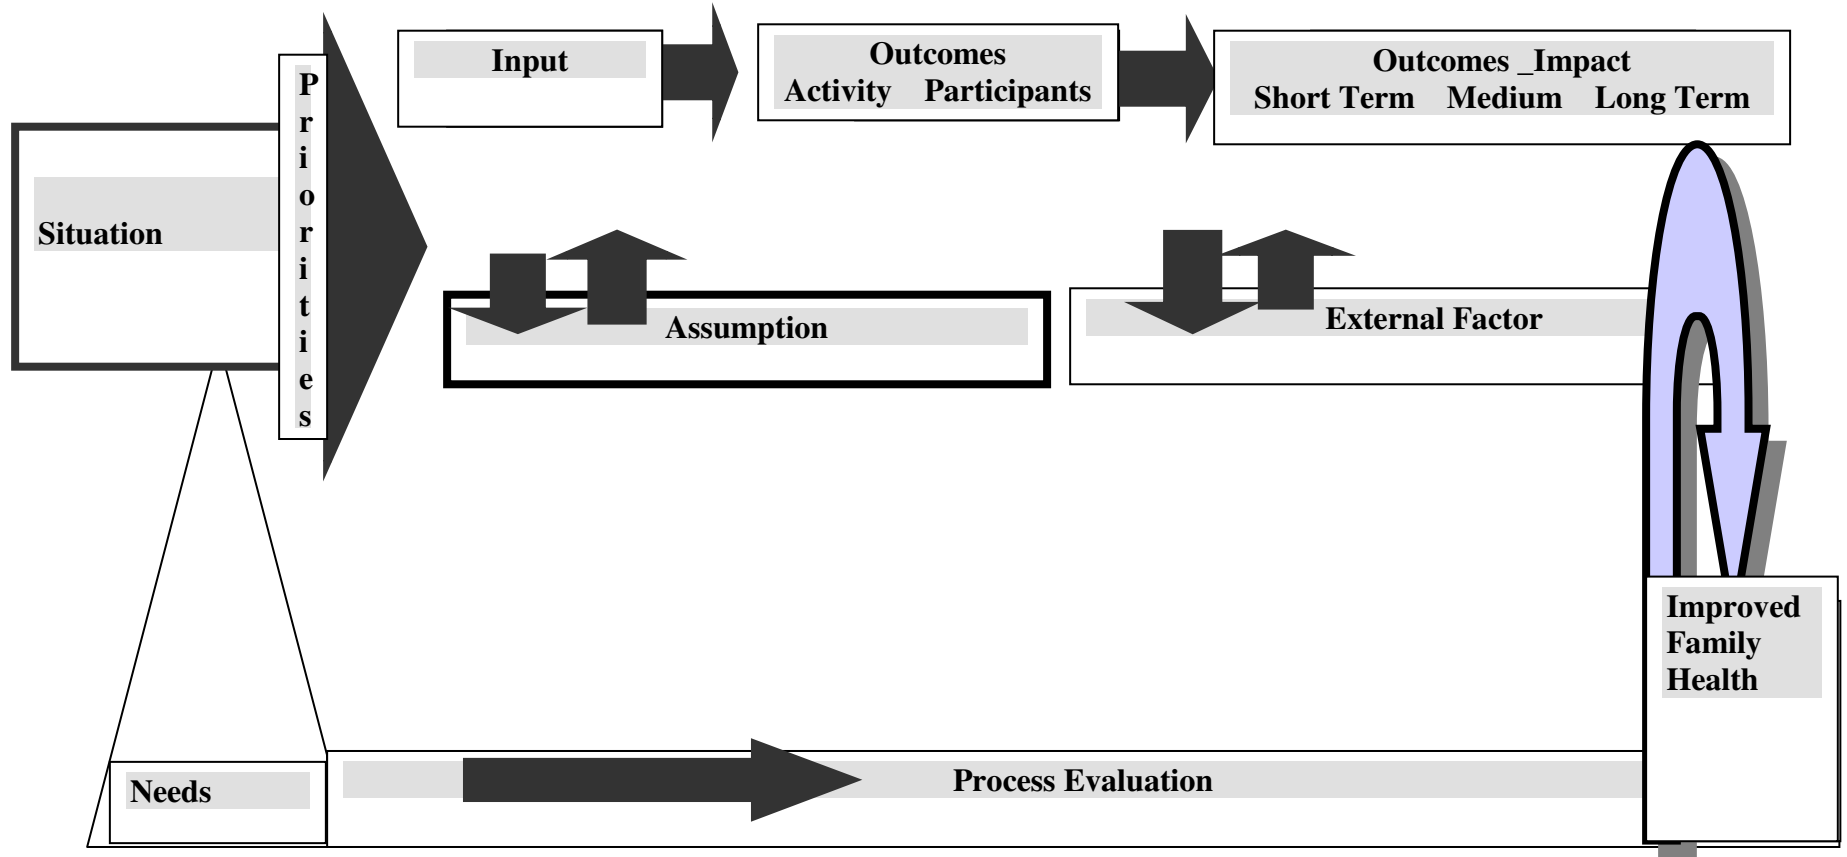 Input
Outcomes
Activity Participants
Outcomes _Impact
Short Term Medium Long Term
Priorities
Situation
Assumption
External Factor
Improved
Family
Health
Needs
Process Evaluation